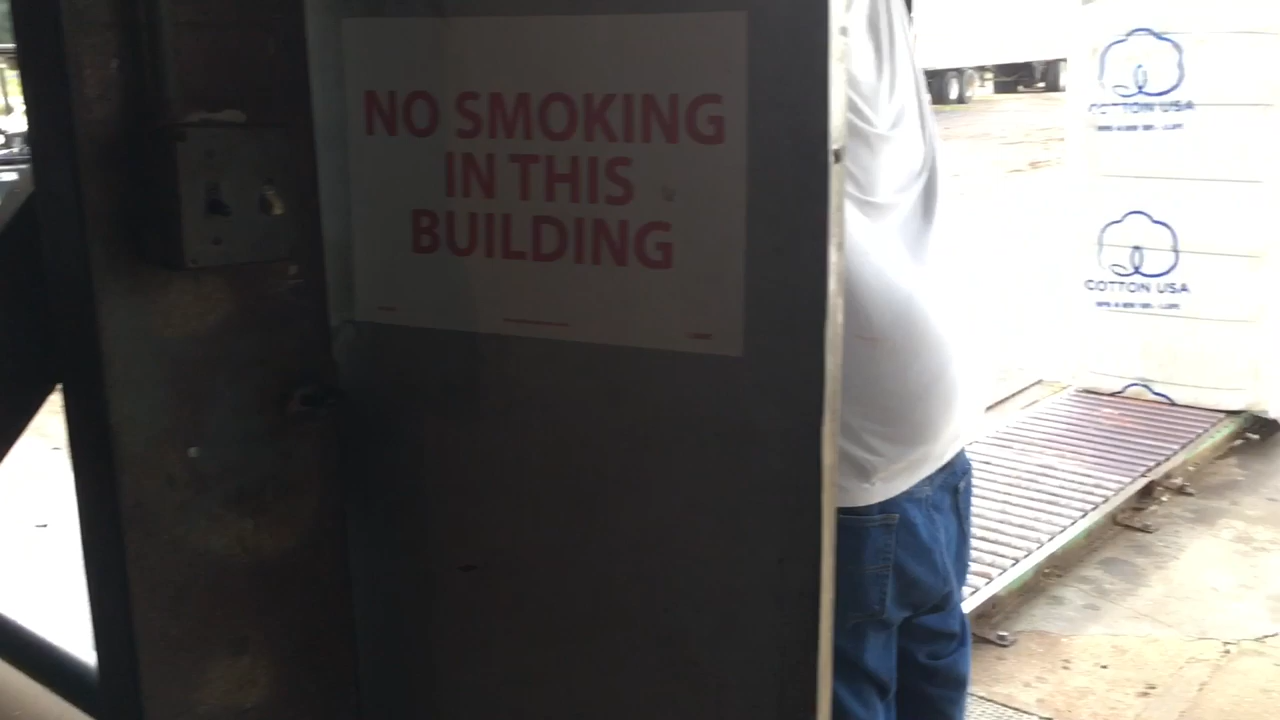 NO SMOKING
IN THIS
BUILDING
COTTON USA
COTTON USA